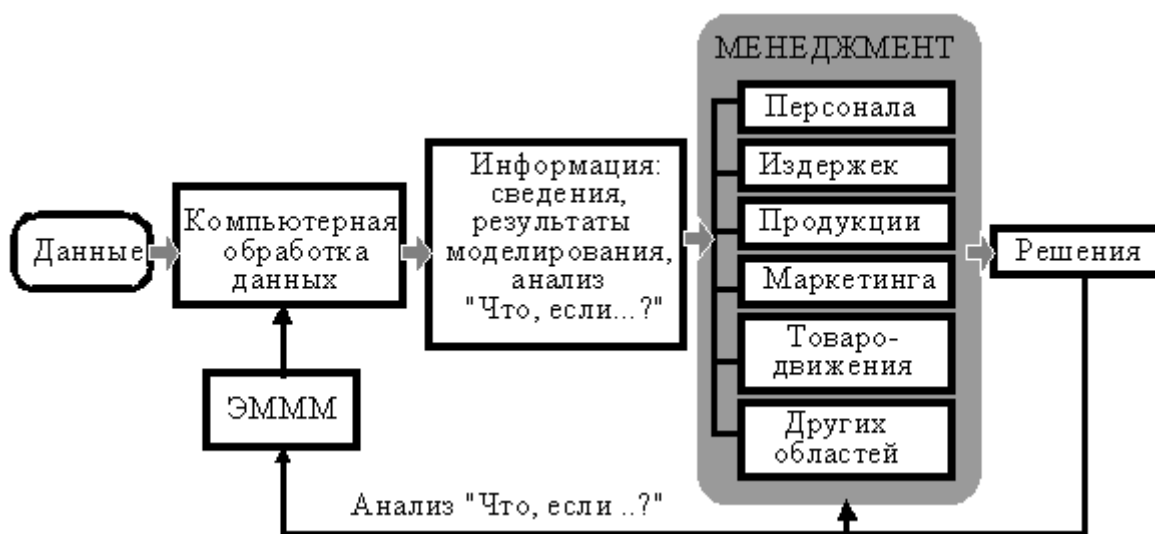 МЕНЕДЖМЕНТ
Персонала
Издержек
Продукции
Маркетинга
Товаро-
движения
Других
областей
Данные
Компьютерная
обработка
данных
Информация:
сведения,
результаты
моделирования,
анализ
"Что, если...?"
Решения
ЭМММ
Анализ "Что, если ..?"